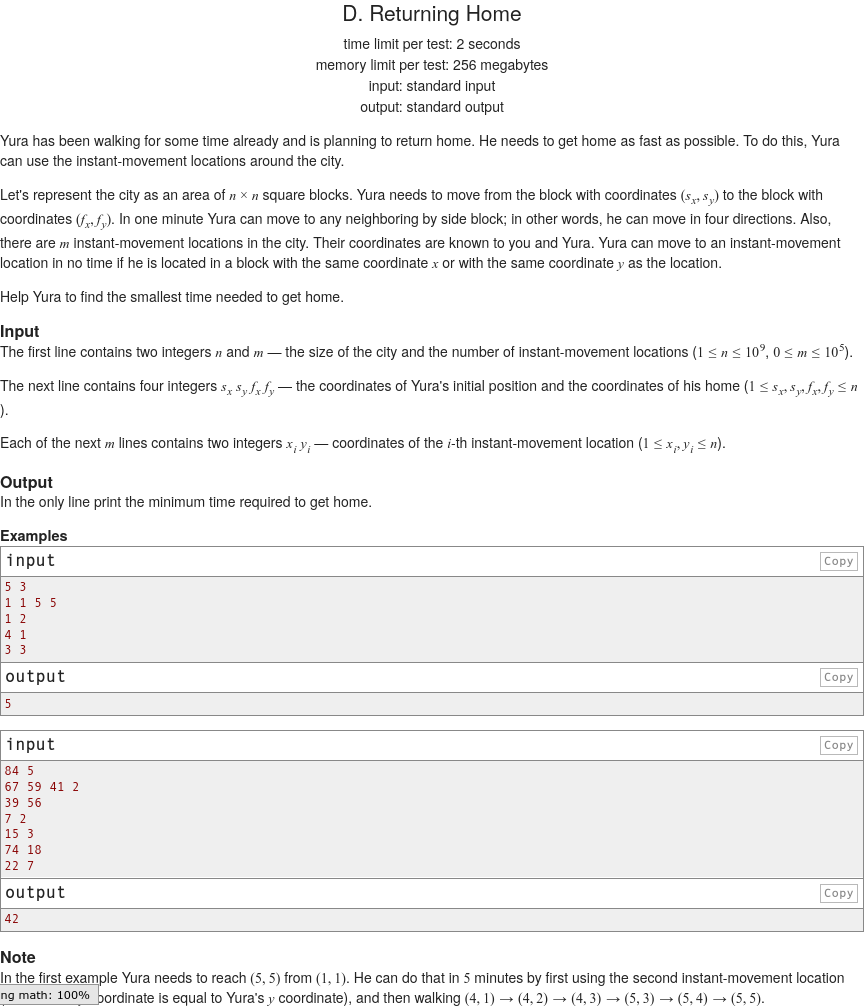 D. Returning Home
time limit per test: 2 seconds
memory limit per test: 256 megabytes
input: standard input
output: standard output
Yura has been walking for some time already and is planning to return home. He needs to get home as fast as possible. To do this, Yura
can use the instant-movement locations around the city.
Let's represent the city as an area of n × n square blocks. Yura needs to move from the block with coordinates (s_x, s_y) to the block with
coordinates (f_x, f_y). In one minute Yura can move to any neighboring by side block; in other words, he can move in four directions. Also,
there are m instant-movement locations in the city. Their coordinates are known to you and Yura. Yura can move to an instant-movement
location in no time if he is located in a block with the same coordinate x or with the same coordinate y as the location.
Help Yura to find the smallest time needed to get home.
Input
The first line contains two integers n and m — the size of the city and the number of instant-movement locations (1 ≤ n ≤ 10^9, 0 ≤ m ≤ 10^5).
The next line contains four integers s_x s_y f_x f_y — the coordinates of Yura's initial position and the coordinates of his home (1 ≤ s_x, s_y, f_x, f_y ≤ n
).
Each of the next m lines contains two integers x_i y_i — coordinates of the i-th instant-movement location (1 ≤ x_i, y_i ≤ n).
Output
In the only line print the minimum time required to get home.
Examples
input Copy
5 3
1 1 5 5
1 2
4 1
3 3
output Copy
5
input Copy
84 5
67 59 41 2
39 56
7 2
15 3
74 18
22 7
output Copy
42
Note
In the first example Yura needs to reach (5, 5) from (1, 1). He can do that in 5 minutes by first using the second instant-movement location
ng math: 100% oordinate is equal to Yura's y coordinate), and then walking (4, 1) → (4, 2) → (4, 3) → (5, 3) → (5, 4) → (5, 5).